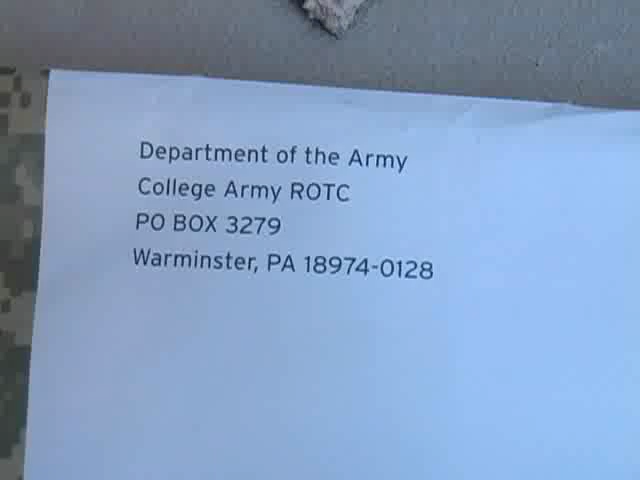 Department of the Army
College Army ROTC
PO BOX 3279
Warminster, PA 18974-0128